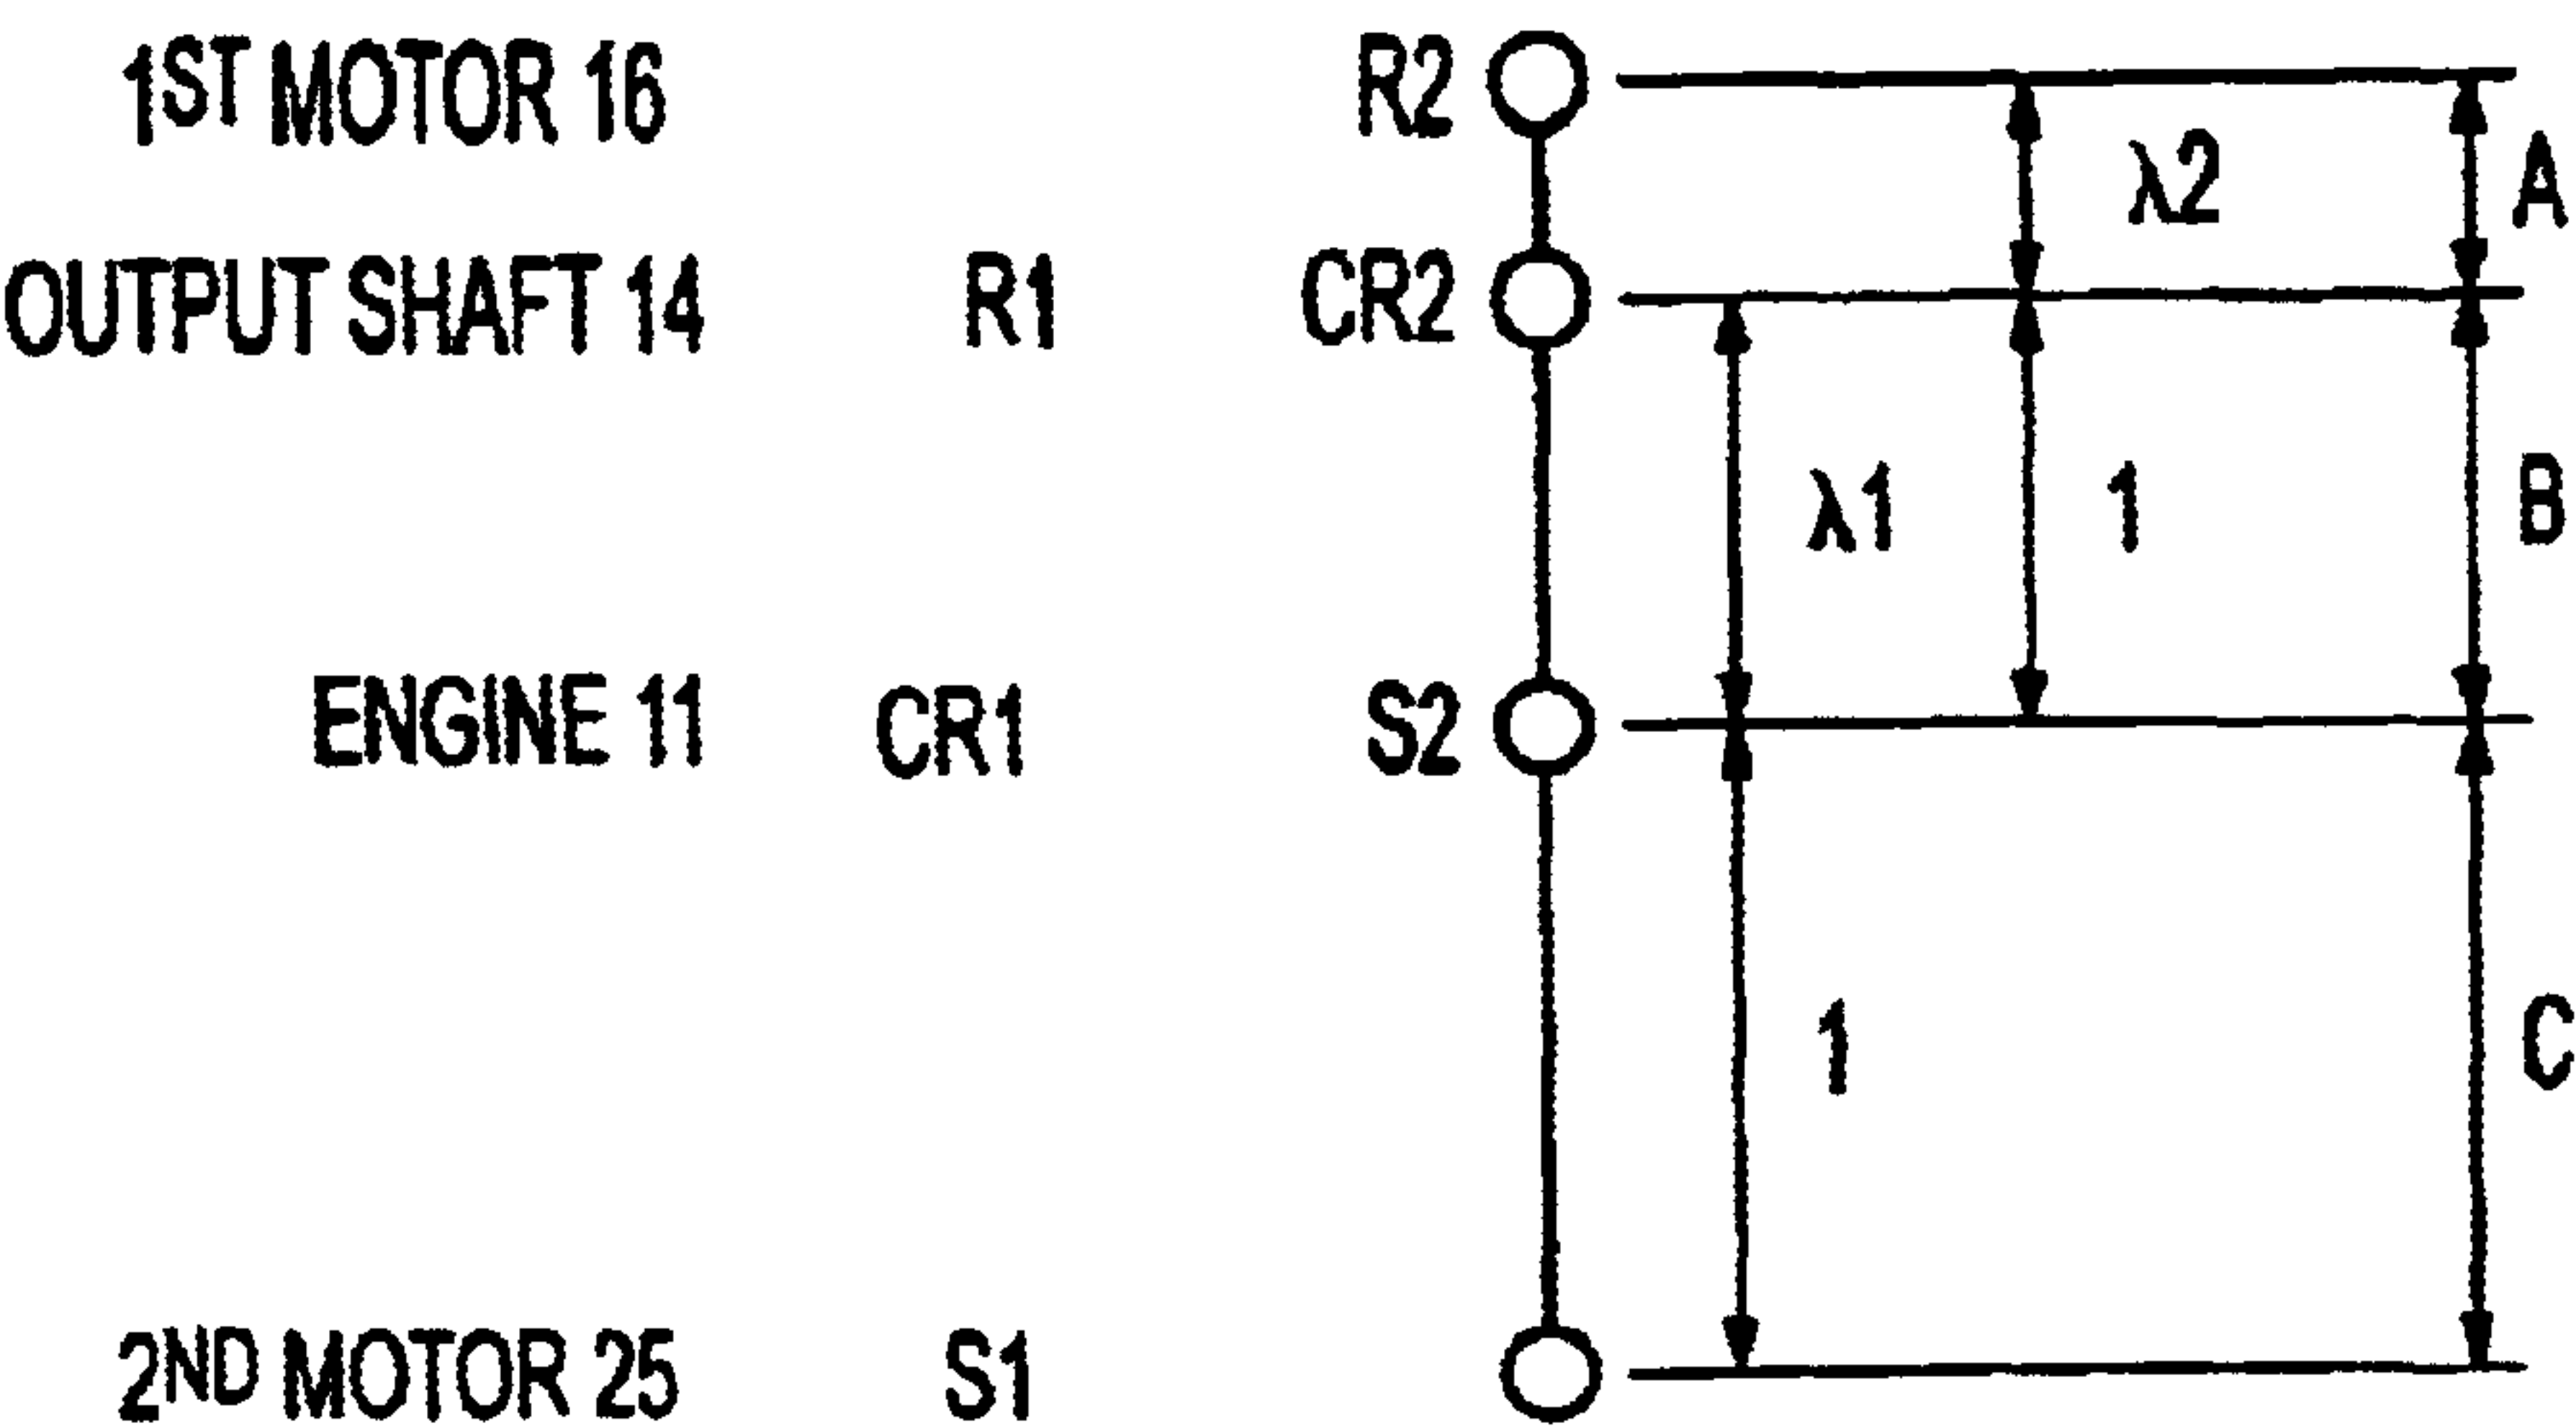 1ST MOTOR 16 R2
λ2 A
OUTPUT SHAFT 14 R1 CR2
λ1 1 B
ENGINE 11 CR1 S2
1 C
2ND MOTOR 25 S1